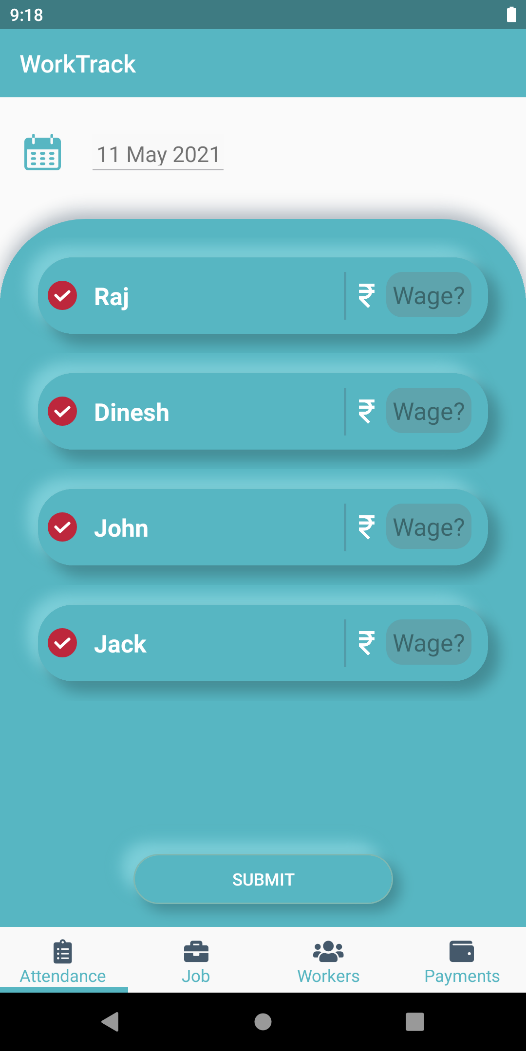 9:18
WorkTrack
11 May 2021
Raj ₹ Wage?
Dinesh ₹ Wage?
John ₹ Wage?
Jack ₹ Wage?
SUBMIT
Attendance Job Workers Payments